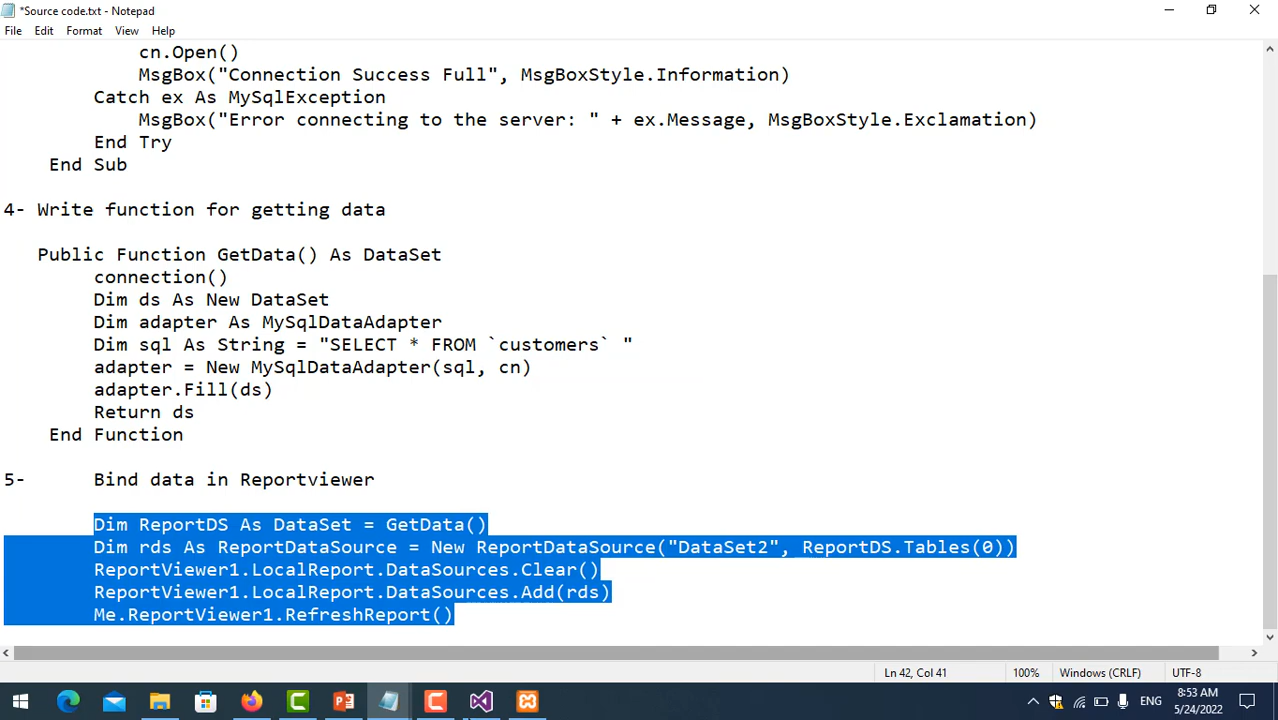 *Source code.txt - Notepad
File Edit Format View Help
cn.Open()
MsgBox("Connection Success Full", MsgBoxStyle.Information)
Catch ex As MySqlException
MsgBox("Error connecting to the server: " + ex.Message, MsgBoxStyle.Exclamation)
End Try
End Sub
4- Write function for getting data
Public Function GetData() As DataSet
connection()
Dim ds As New DataSet
Dim adapter As MySqlDataAdapter
Dim sql As String = "SELECT * FROM `customers` "
adapter = New MySqlDataAdapter(sql, cn)
adapter.Fill(ds)
Return ds
End Function
5- Bind data in Reportviewer
Dim ReportDS As DataSet = GetData()
Dim rds As ReportDataSource = New ReportDataSource("DataSet2", ReportDS.Tables(0))
ReportViewer1.LocalReport.DataSources.Clear()
ReportViewer1.LocalReport.DataSources.Add(rds)
Me.ReportViewer1.RefreshReport()
Ln 42, Col 41 100% Windows (CRLF) UTF-8
ENG 8:53 AM
5/24/2022